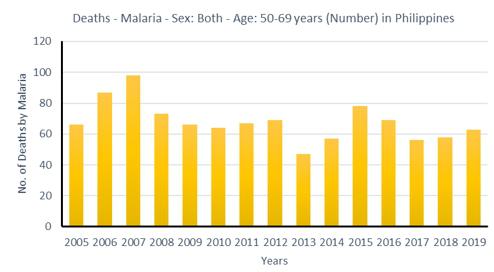 Deaths - Malaria - Sex: Both - Age: 50-69 years (Number) in Philippines
No. of Deaths by Malaria
120
100
80
60
40
20
0
2005 2006 2007 2008 2009 2010 2011 2012 2013 2014 2015 2016 2017 2018 2019
Years